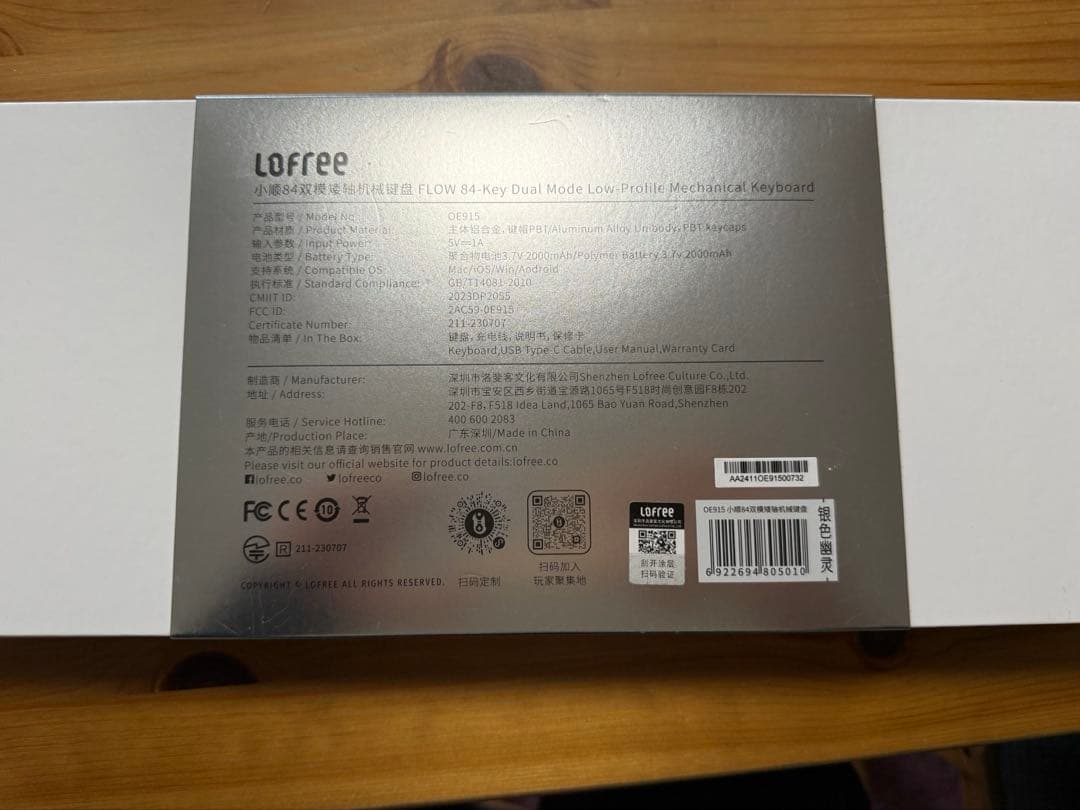 LOFREE
小顺84双模矮轴机械键盘 FLOW 84-Key Dual Mode Low-Profile Mechanical Keyboard
产品型号 / Model No: OE915
产品材质 / Product Material: 主体铝合金，键帽PBT/Aluminum Alloy Unibody, PBT keycaps
输入参数 / Input Power: 5V⎓1A
电池类型 / Battery Type: 聚合物电池3.7V 2000mAh/Polymer Battery 3.7v 2000mAh
支持系统 / Compatible OS: Mac/iOS/Win/Android
执行标准 / Standard Compliance: GB/T14081-2010
CMIIT ID: 2023DP2055
FCC ID: 2AC59-0E915
Certificate Number: 211-230707
物品清单 / In The Box: 键盘，充电线，说明书，保修卡
Keyboard,USB Type-C Cable,User Manual,Warranty Card
制造商 / Manufacturer: 深圳市洛斐客文化有限公司Shenzhen Lofree Culture Co.,Ltd.
地址 / Address: 深圳市宝安区西乡街道宝源路1065号F518时尚创意园F8栋202
202-F8, F518 Idea Land,1065 Bao Yuan Road,Shenzhen
服务电话 / Service Hotline: 400 600 2083
产地/Production Place: 广东深圳/Made in China
本产品的相关信息请查询销售官网 www.lofree.com.cn
Please visit our official website for product details:lofree.co
lofree.co lofreeco lofree.co
AA2411OE91500732
FC CE 10
R 211-230707
COPYRIGHT © LOFREE ALL RIGHTS RESERVED.
扫码定制
扫码加入
玩家聚集地
LOFREE
刮开涂层
扫码验证
OE915 小顺84双模矮轴机械键盘
6 922694 805010
银色幽灵